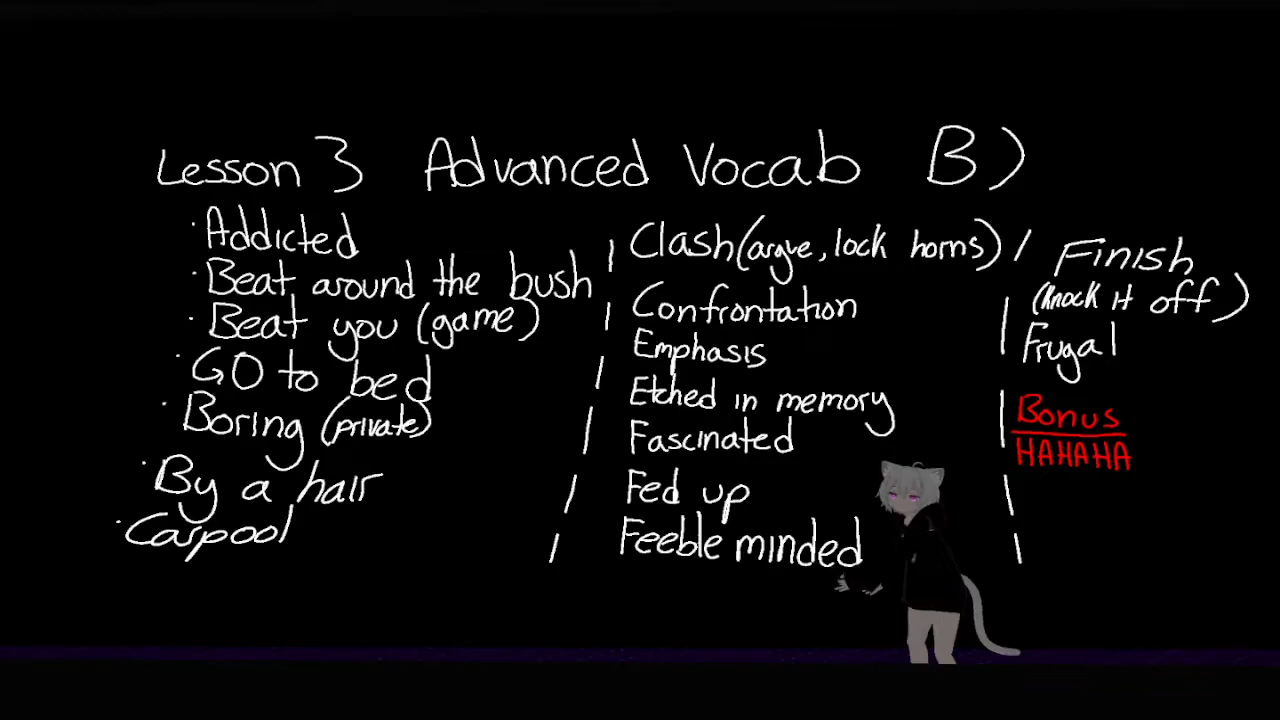 Lesson 3 Advanced Vocab B)
· Addicted
· Beat around the bush
· Beat you (game)
· GO to bed
· Boring (private)
· By a hair
· Carpool
Clash (argue, lock horns)
Confrontation
Emphasis
Etched in memory
Fascinated
Fed up
Feeble minded
Finish
(knock it off)
Frugal
Bonus
HAHAHA